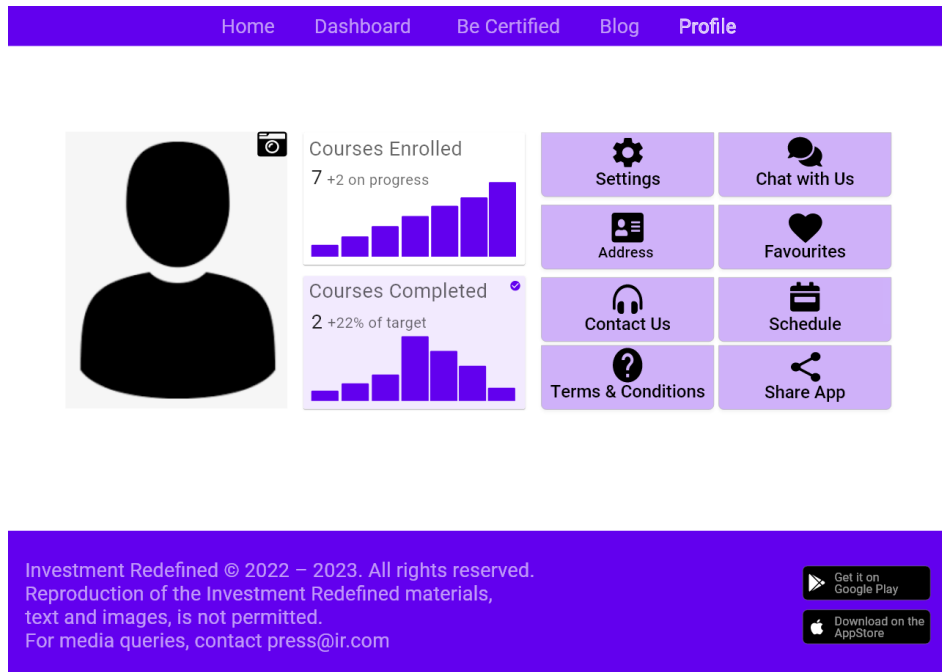 Home Dashboard Be Certified Blog Profile
Courses Enrolled
7 +2 on progress
Courses Completed
2 +22% of target
Settings
Chat with Us
Address
Favourites
Contact Us
Schedule
Terms & Conditions
Share App
Investment Redefined © 2022 – 2023. All rights reserved.
Reproduction of the Investment Redefined materials,
text and images, is not permitted.
For media queries, contact press@ir.com
Get it on
Google Play
Download on the
AppStore